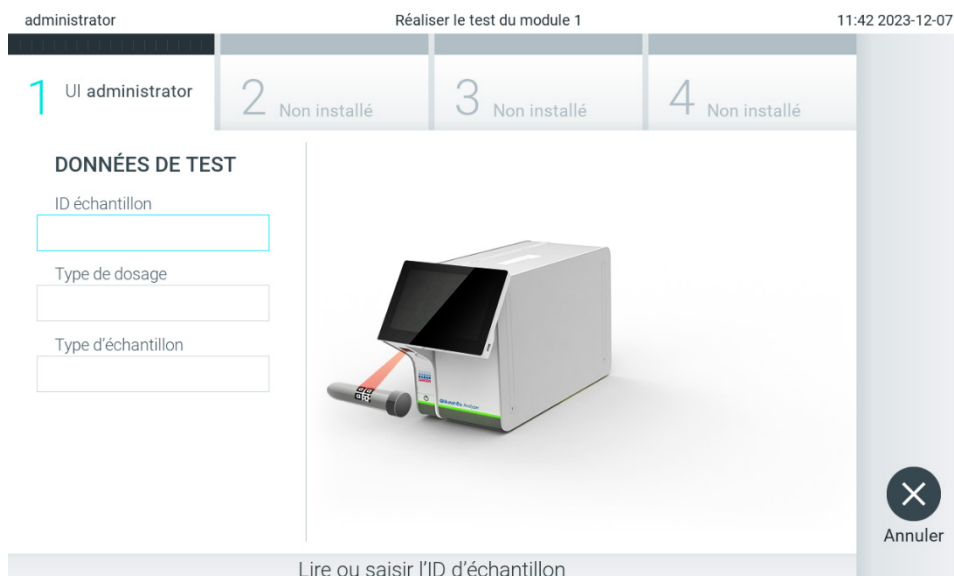 administrator
Réaliser le test du module 1
11:42 2023-12-07
1 UI administrator
2 Non installé
3 Non installé
4 Non installé
DONNÉES DE TEST
ID échantillon
Type de dosage
Type d'échantillon
Annuler
Lire ou saisir l'ID d'échantillon